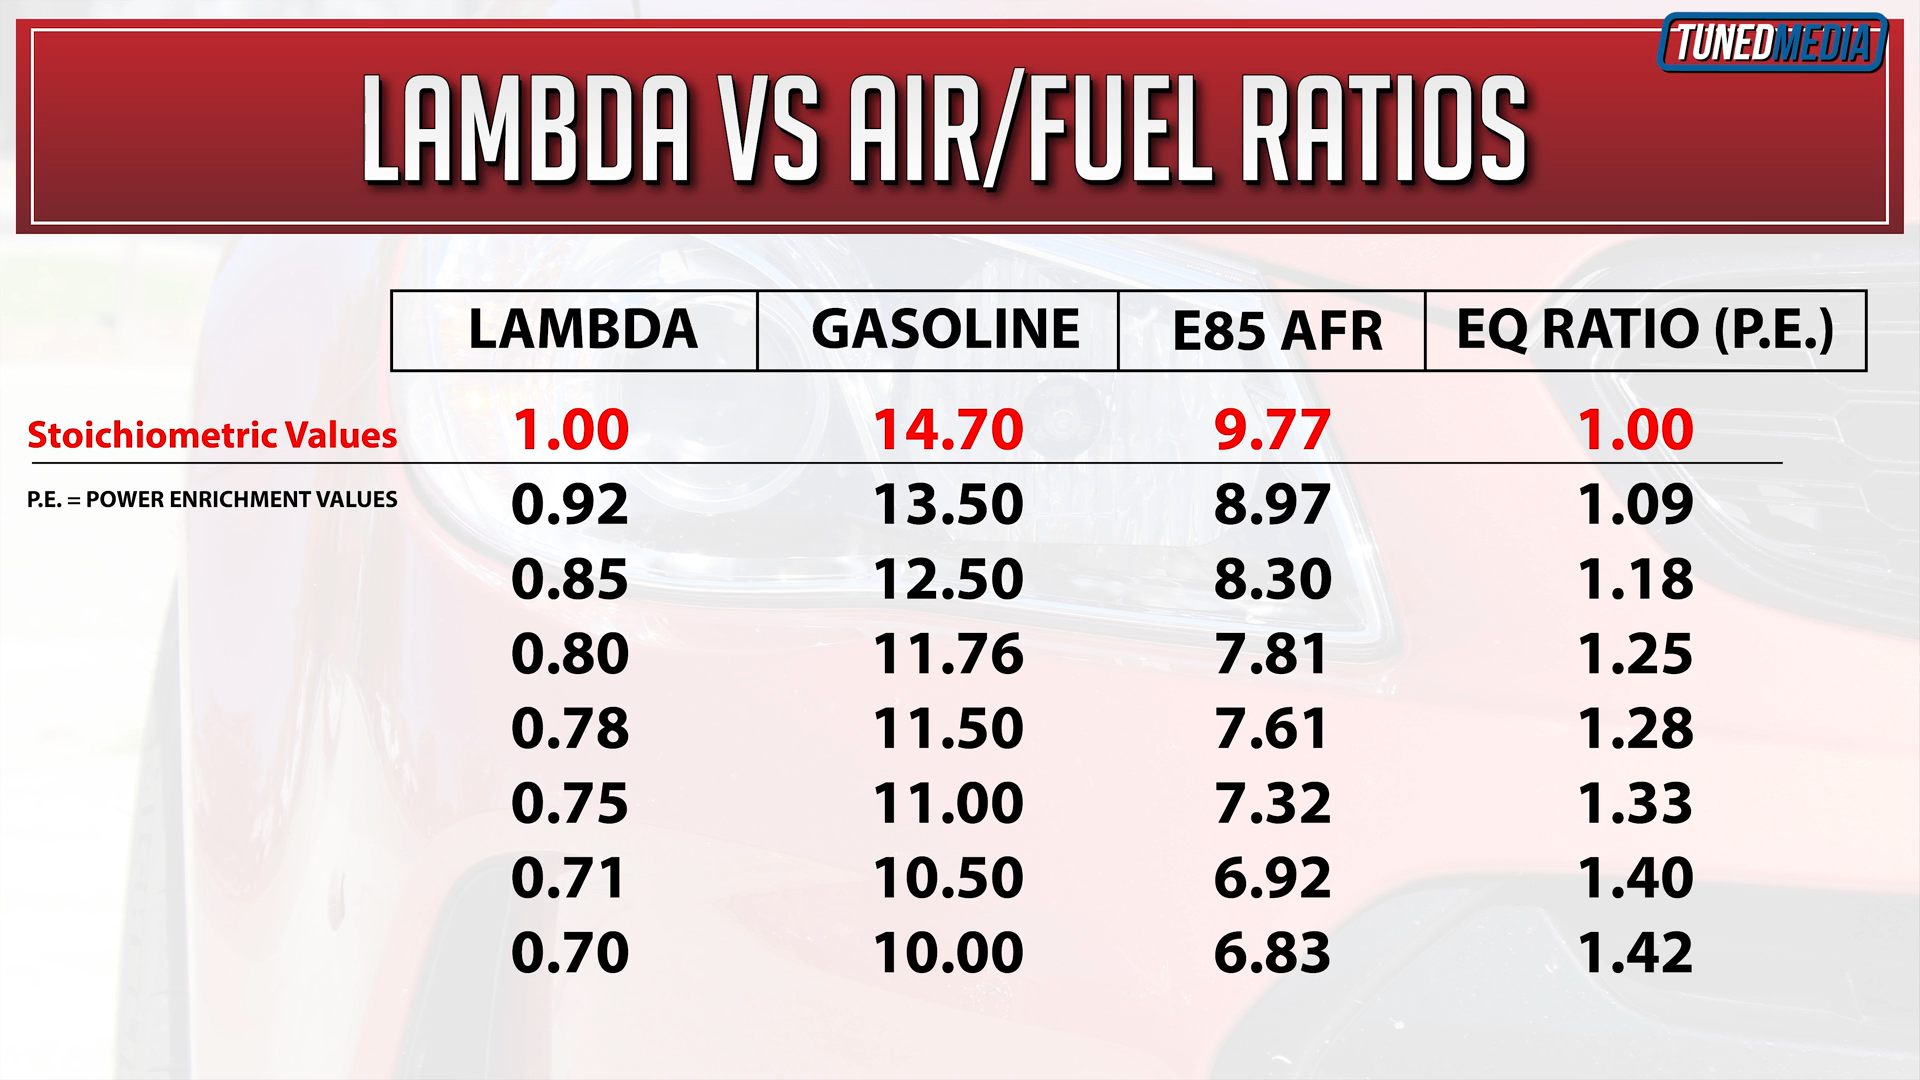 TUNEDMEDIA
LAMBDA VS AIR/FUEL RATIOS
LAMBDA GASOLINE E85 AFR EQ RATIO (P.E.)
Stoichiometric Values 1.00 14.70 9.77 1.00
P.E. = POWER ENRICHMENT VALUES 0.92 13.50 8.97 1.09
0.85 12.50 8.30 1.18
0.80 11.76 7.81 1.25
0.78 11.50 7.61 1.28
0.75 11.00 7.32 1.33
0.71 10.50 6.92 1.40
0.70 10.00 6.83 1.42